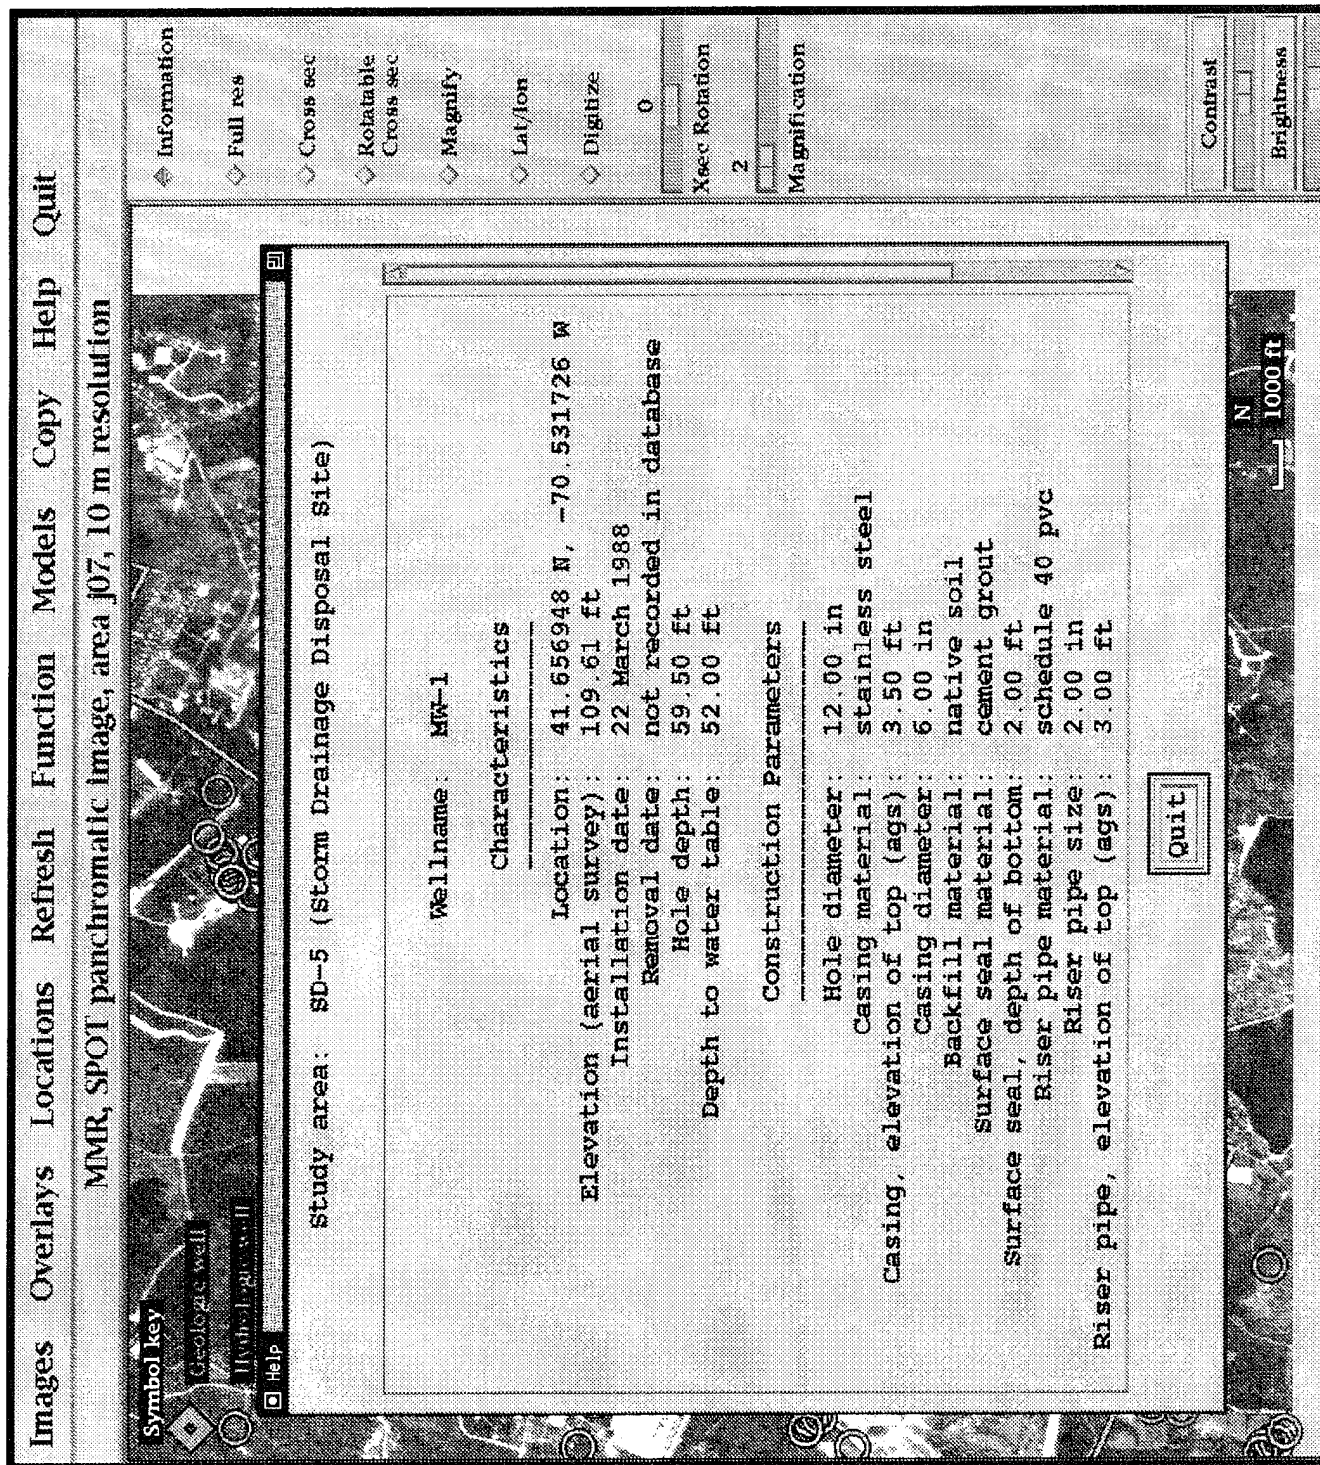 Images Overlays Locations Refresh Function Models Copy Help Quit
MMR, SPOT panchromatic image, area j07, 10 m resolution
Symbol key
Geologic well
Hydrologic well
Help
Study area: SD-5 (Storm Drainage Disposal Site)
Wellname: MW-1
Characteristics
Location: 41.656948 N, -70.531726 W
Elevation (aerial survey): 109.61 ft
Installation date: 22 March 1988
Removal date: not recorded in database
Hole depth: 59.50 ft
Depth to water table: 52.00 ft
Construction Parameters
Hole diameter: 12.00 in
Casing material: stainless steel
Casing, elevation of top (ags): 3.50 ft
Casing diameter: 6.00 in
Backfill material: native soil
Surface seal material: cement grout
Surface seal, depth of bottom: 2.00 ft
Riser pipe material: schedule 40 pvc
Riser pipe size: 2.00 in
Riser pipe, elevation of top (ags): 3.00 ft
Quit
N
1000 ft
Information
Full res
Cross sec
Rotatable
Cross sec
Magnify
Lat/lon
Digitize
0
Xsec Rotation
2
Magnification
Contrast
Brightness